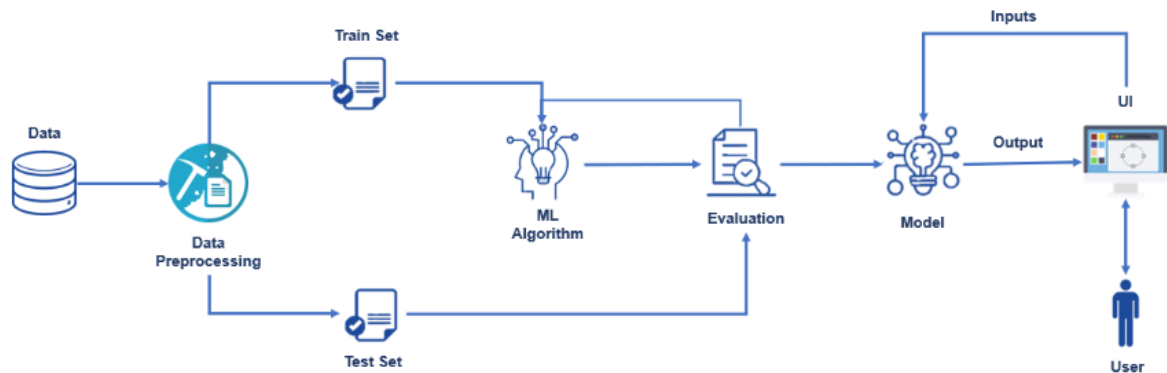 Inputs
Train Set
UI
Data
Output
ML
Algorithm
Evaluation
Model
Data
Preprocessing
Test Set
User